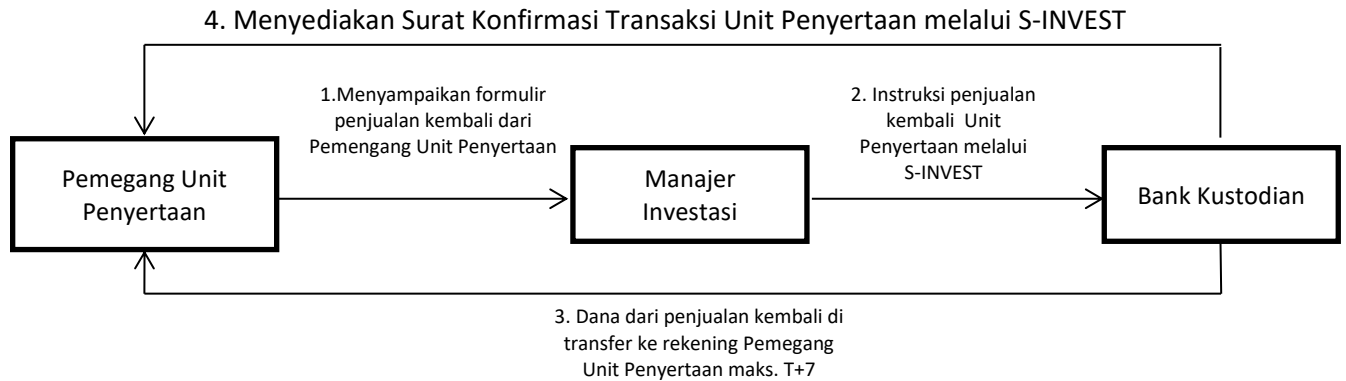 4. Menyediakan Surat Konfirmasi Transaksi Unit Penyertaan melalui S-INVEST
1.Menyampaikan formulir
penjualan kembali dari
Pemengang Unit Penyertaan
2. Instruksi penjualan
kembali Unit
Penyertaan melalui
S-INVEST
Pemegang Unit
Penyertaan
Manajer
Investasi
Bank Kustodian
3. Dana dari penjualan kembali di
transfer ke rekening Pemegang
Unit Penyertaan maks. T+7